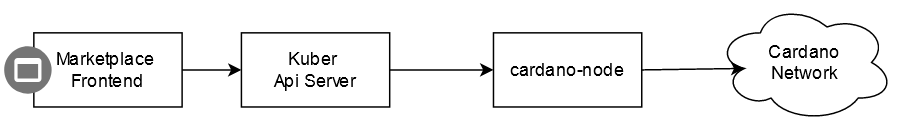 Marketplace
Frontend
Kuber
Api Server
cardano-node
Cardano
Network